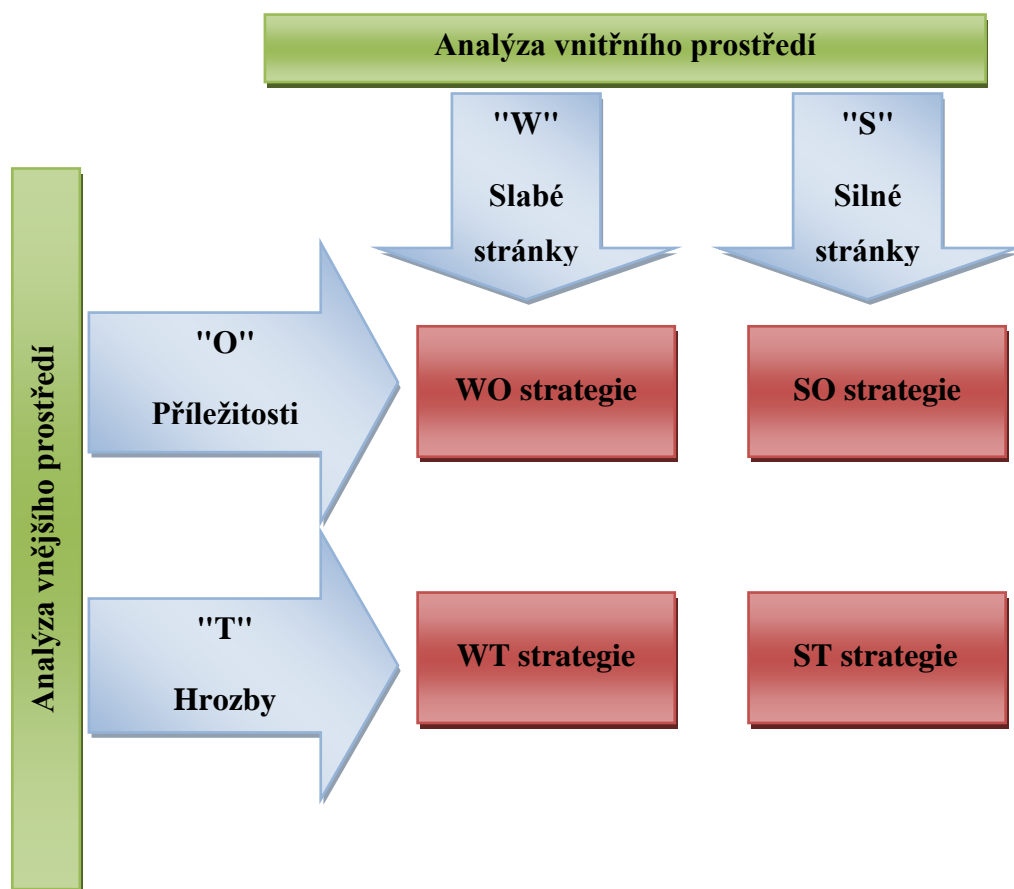 Analýza vnitřního prostředí
"W"
Slabé
stránky
"S"
Silné
stránky
Analýza vnějšího prostředí
"O"
Příležitosti
WO strategie
SO strategie
"T"
Hrozby
WT strategie
ST strategie